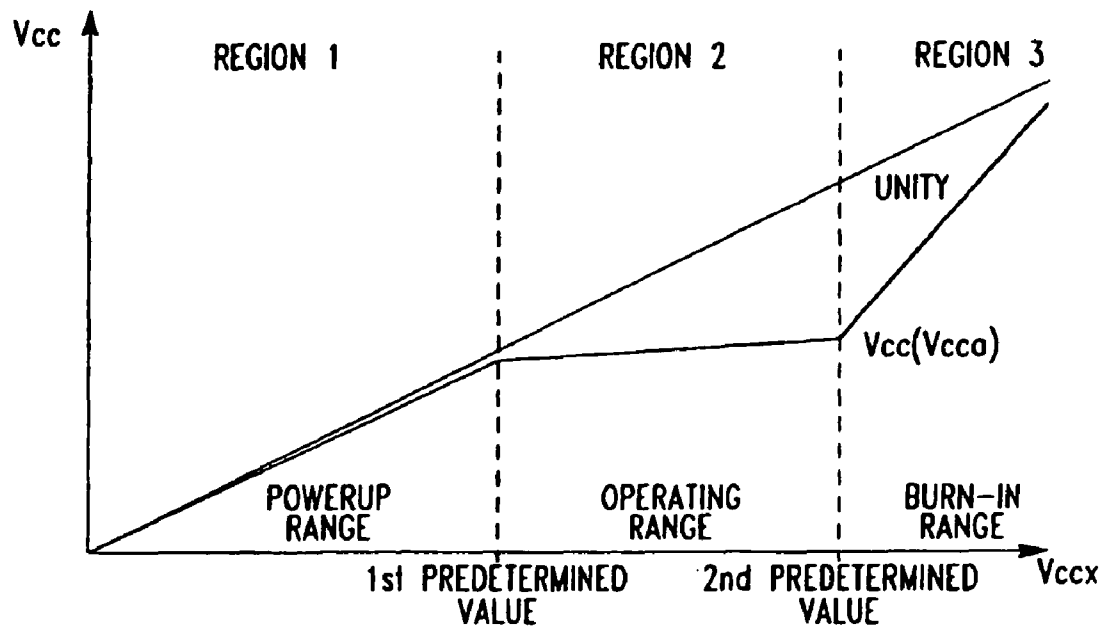 Vcc
REGION 1
REGION 2
REGION 3
UNITY
Vcc(Vcca)
POWERUP
RANGE
OPERATING
RANGE
BURN-IN
RANGE
1st PREDETERMINED
VALUE
2nd PREDETERMINED
VALUE
Vccx